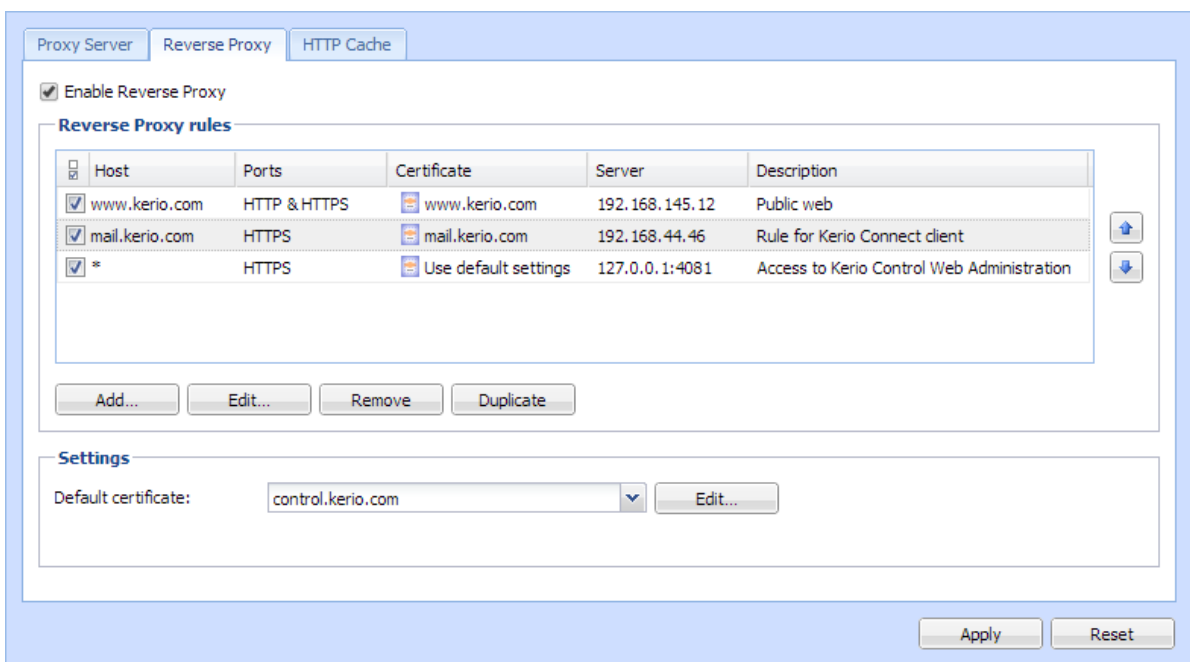 Proxy Server Reverse Proxy HTTP Cache
Enable Reverse Proxy
Reverse Proxy rules
Host Ports Certificate Server Description
www.kerio.com HTTP & HTTPS www.kerio.com 192.168.145.12 Public web
mail.kerio.com HTTPS mail.kerio.com 192.168.44.46 Rule for Kerio Connect client
* HTTPS Use default settings 127.0.0.1:4081 Access to Kerio Control Web Administration
Add... Edit... Remove Duplicate
Settings
Default certificate: control.kerio.com Edit...
Apply Reset